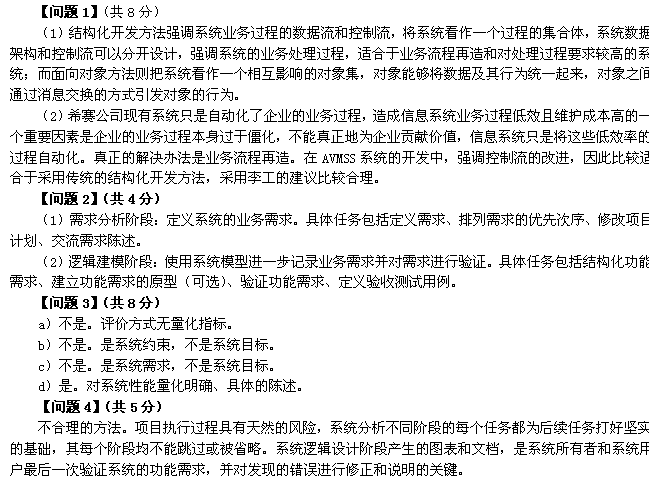 【问题1】(共8分)
(1)结构化开发方法强调系统业务过程的数据流和控制流,将系统看作一个过程的集合体,系统数据
架构和控制流可以分开设计,强调系统的业务处理过程,适合于业务流程再造和对处理过程要求较高的系
统;而面向对象方法则把系统看作一个相互影响的对象集,对象能够将数据及其行为统一起来,对象之间
通过消息交换的方式引发对象的行为。
(2)希赛公司现有系统只是自动化了企业的业务过程,造成信息系统业务过程低效且维护成本高的一
个重要因素是企业的业务过程本身过于僵化,不能真正地为企业贡献价值,信息系统只是将这些低效率的
过程自动化。真正的解决办法是业务流程再造。在AVMSS系统的开发中,强调控制流的改进,因此比较适
合于采用传统的结构化开发方法,采用李工的建议比较合理。
【问题2】(共4分)
(1)需求分析阶段:定义系统的业务需求。具体任务包括定义需求、排列需求的优先次序、修改项目
计划、交流需求陈述。
(2)逻辑建模阶段:使用系统模型进一步记录业务需求并对需求进行验证。具体任务包括结构化功能
需求、建立功能需求的原型(可选)、验证功能需求、定义验收测试用例。
【问题3】(共8分)
a)不是。评价方式无量化指标。
b)不是。是系统约束,不是系统目标。
c)不是。是系统需求,不是系统目标。
d)是。对系统性能量化明确、具体的陈述。
【问题4】(共5分)
不合理的方法。项目执行过程具有天然的风险,系统分析不同阶段的每个任务都为后续任务打好坚实
的基础,其每个阶段均不能跳过或被省略。系统逻辑设计阶段产生的图表和文档,是系统所有者和系统用
户最后一次验证系统的功能需求,并对发现的错误进行修正和说明的关键。